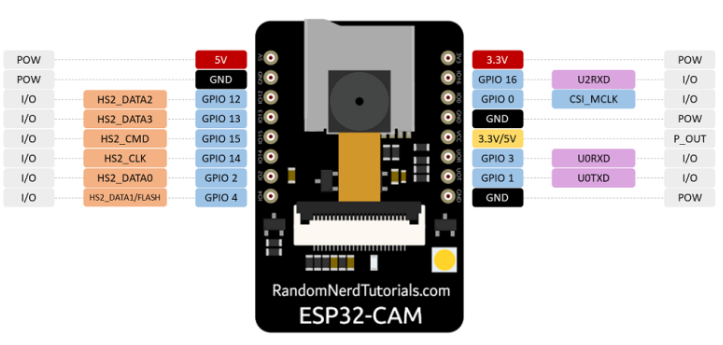 POW 5V 3.3V POW
POW GND GPIO 16 U2RXD I/O
I/O HS2_DATA2 GPIO 12 GPIO 0 CSI_MCLK I/O
I/O HS2_DATA3 GPIO 13 GND POW
I/O HS2_CMD GPIO 15 3.3V/5V P_OUT
I/O HS2_CLK GPIO 14 GPIO 3 U0RXD I/O
I/O HS2_DATA0 GPIO 2 GPIO 1 U0TXD I/O
I/O HS2_DATA1/FLASH GPIO 4 GND POW
RandomNerdTutorials.com
ESP32-CAM